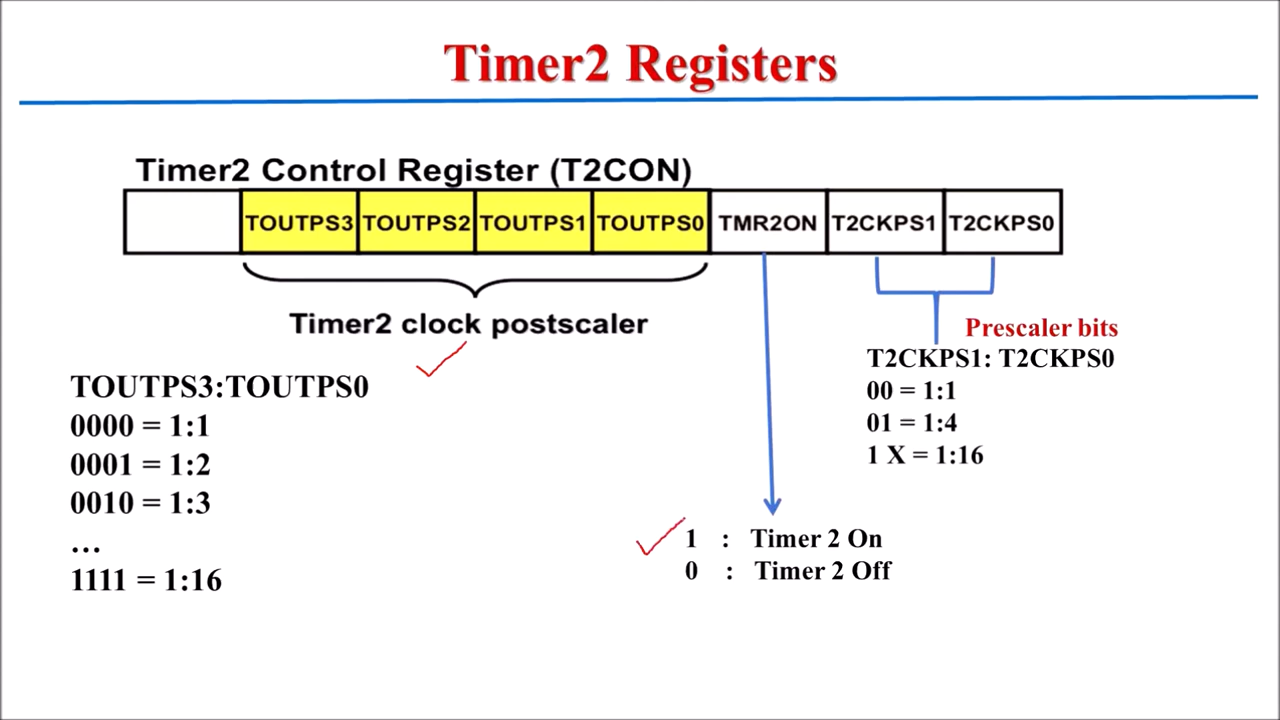 Timer2 Registers
Timer2 Control Register (T2CON)
TOUTPS3 TOUTPS2 TOUTPS1 TOUTPS0 TMR2ON T2CKPS1 T2CKPS0
Timer2 clock postscaler
TOUTPS3:TOUTPS0
0000 = 1:1
0001 = 1:2
0010 = 1:3
...
1111 = 1:16
1 : Timer 2 On
0 : Timer 2 Off
Prescaler bits
T2CKPS1: T2CKPS0
00 = 1:1
01 = 1:4
1 X = 1:16